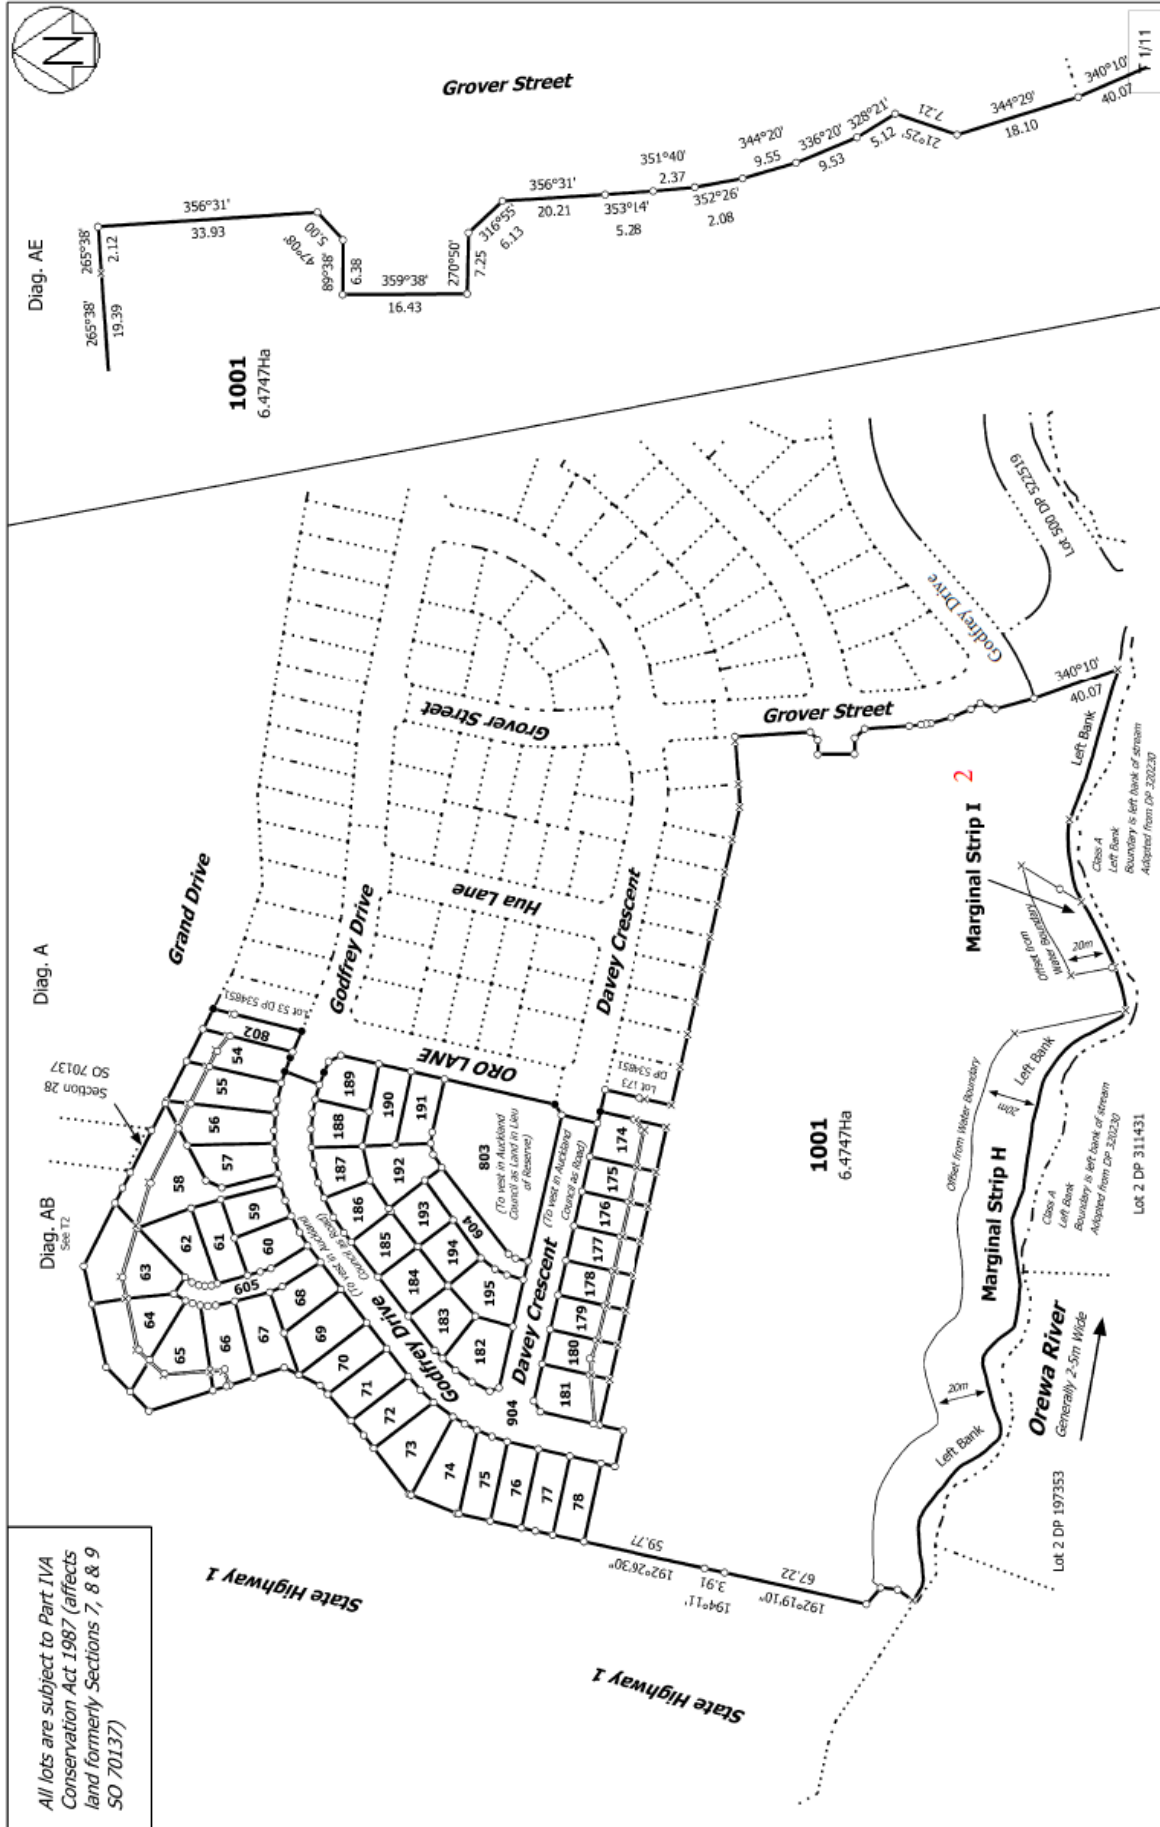 All lots are subject to Part IVA
Conservation Act 1987 (affects
land formerly Sections 7, 8 & 9
SO 70137)
Diag. AB
See T2
Diag. A
Diag. AE
N
Section 28
SO 70137
Grand Drive
Lot 53 DP 534851
802
54
55
56
57
58
59
60
61
62
63
64
65
66
67
68
69
70
71
72
73
74
75
76
77
78
605
Godfrey Drive
(To vest in Auckland
Council as Road)
904
Godfrey Drive
ORO LANE
189
188
187
186
185
184
183
182
190
191
192
193
194
195
604
803
(To vest in Auckland
Council as Land in Lieu
of Reserve)
Davey Crescent
(To vest in Auckland
Council as Road)
Davey Crescent
Lot 173
DP 534851
174
175
176
177
178
179
180
181
Hua Lane
Grover Street
Grover Street
Godfrey Drive
Lot 500 DP 522519
State Highway 1
State Highway 1
192°26'30"
59.77
194°11'
3.91
192°19'10"
67.22
1001
6.4747Ha
Offset from Water Boundary
Left Bank
20m
Marginal Strip H
20m
Left Bank
Class A
Left Bank
Boundary is left bank of stream
Adopted from DP 320230
Orewa River
Generally 2-5m Wide
Lot 2 DP 197353
Lot 2 DP 311431
Marginal Strip I
2
Offset from
Water Boundary
20m
Left Bank
Class A
Left Bank
Boundary is left bank of stream
Adopted from DP 320230
340°10'
40.07
1001
6.4747Ha
Grover Street
265°38'
19.39
265°38'
2.12
356°31'
33.93
47°08'
5.00
89°38'
6.38
359°38'
16.43
270°50'
7.25
316°55'
6.13
356°31'
20.21
353°14'
5.28
351°40'
2.37
352°26'
2.08
344°20'
9.55
336°20'
9.53
328°21'
5.12
21°25'
7.21
344°29'
18.10
340°10'
40.07
1/11